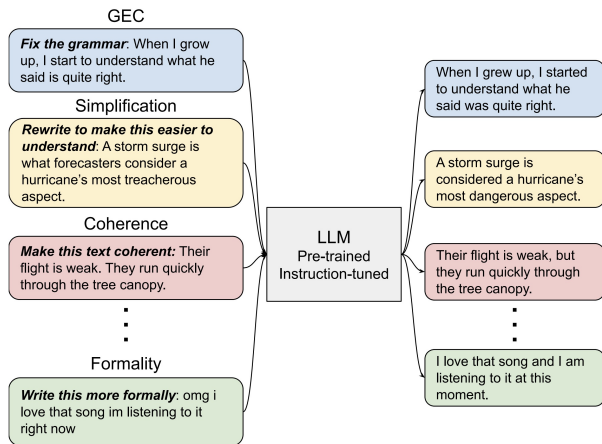 GEC
Fix the grammar: When I grow
up, I start to understand what he
said is quite right.
Simplification
Rewrite to make this easier to
understand: A storm surge is
what forecasters consider a
hurricane's most treacherous
aspect.
Coherence
Make this text coherent: Their
flight is weak. They run quickly
through the tree canopy.
Formality
Write this more formally: omg i
love that song im listening to it
right now
LLM
Pre-trained
Instruction-tuned
When I grew up, I started
to understand what he
said was quite right.
A storm surge is
considered a hurricane's
most dangerous aspect.
Their flight is weak, but
they run quickly through
the tree canopy.
I love that song and I am
listening to it at this
moment.